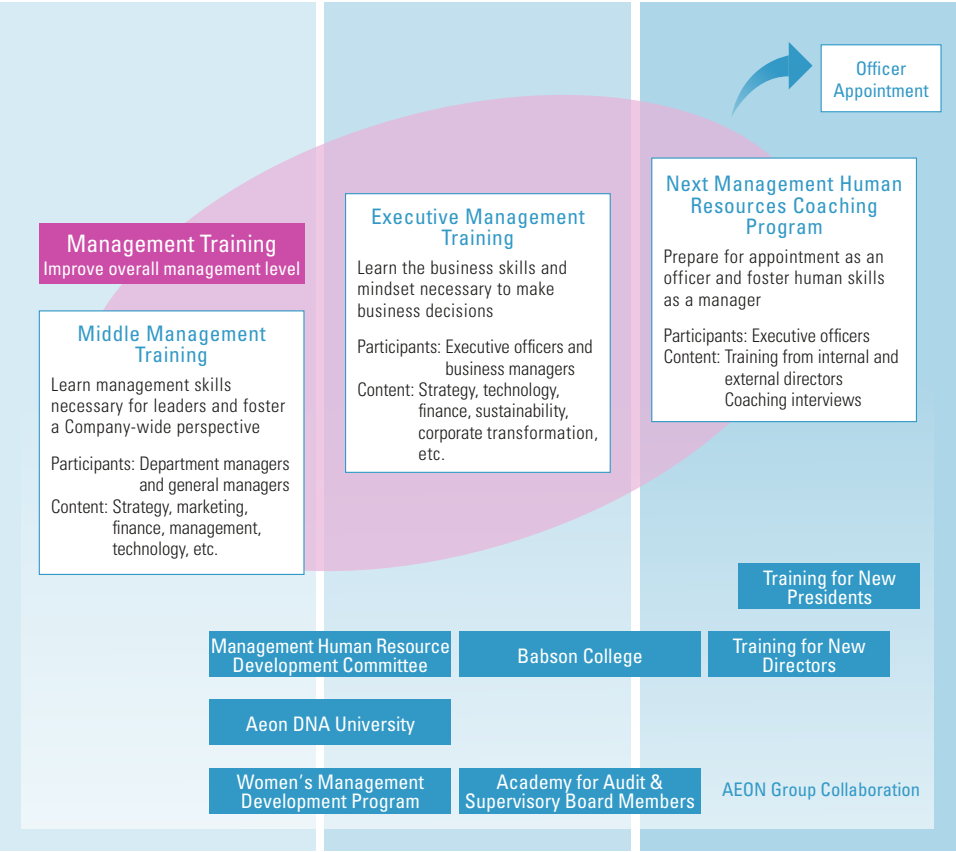 Officer
Appointment
Management Training
Improve overall management level
Middle Management
Training
Learn management skills
necessary for leaders and foster
a Company-wide perspective
Participants: Department managers
and general managers
Content: Strategy, marketing,
finance, management,
technology, etc.
Executive Management
Training
Learn the business skills and
mindset necessary to make
business decisions
Participants: Executive officers and
business managers
Content: Strategy, technology,
finance, sustainability,
corporate transformation,
etc.
Next Management Human
Resources Coaching
Program
Prepare for appointment as an
officer and foster human skills
as a manager
Participants: Executive officers
Content: Training from internal and
external directors
Coaching interviews
Training for New
Presidents
Management Human Resource
Development Committee
Babson College
Training for New
Directors
Aeon DNA University
Women's Management
Development Program
Academy for Audit &
Supervisory Board Members
AEON Group Collaboration